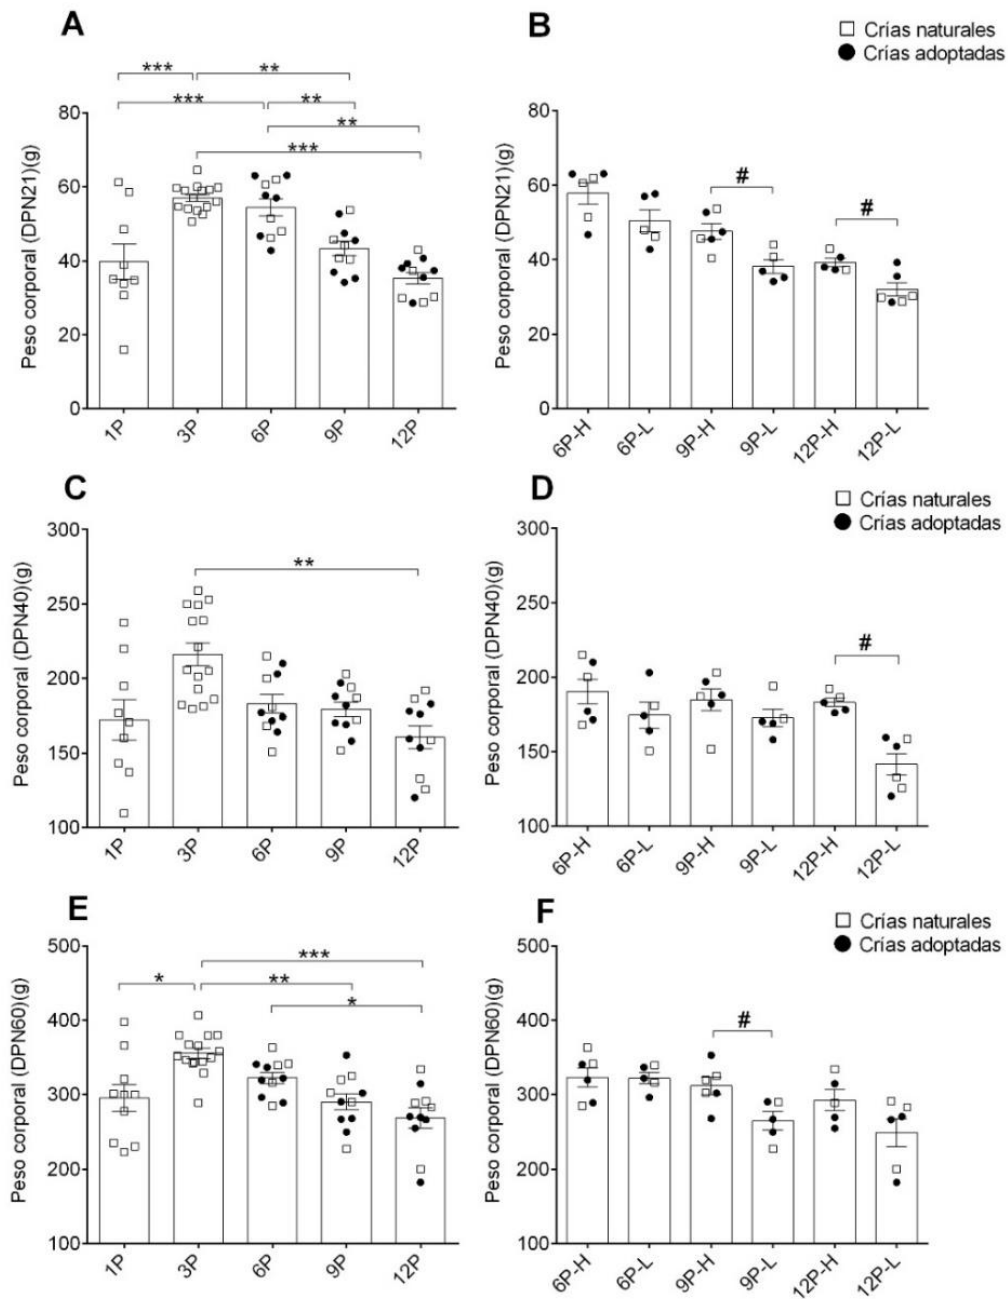 A
*** **
*** **
**
***
Peso corporal (DPN21)(g)
80
60
40
20
0
1P 3P 6P 9P 12P
B
Crías naturales
Crías adoptadas
Peso corporal (DPN21)(g)
80
60
40
20
0
# #
6P-H 6P-L 9P-H 9P-L 12P-H 12P-L
C
**
Peso corporal (DPN40)(g)
300
250
200
150
100
1P 3P 6P 9P 12P
D
Crías naturales
Crías adoptadas
Peso corporal (DPN40)(g)
300
250
200
150
100
#
6P-H 6P-L 9P-H 9P-L 12P-H 12P-L
E
***
* **
*
Peso corporal (DPN60)(g)
500
400
300
200
100
1P 3P 6P 9P 12P
F
Crías naturales
Crías adoptadas
Peso corporal (DPN60)(g)
500
400
300
200
100
#
6P-H 6P-L 9P-H 9P-L 12P-H 12P-L